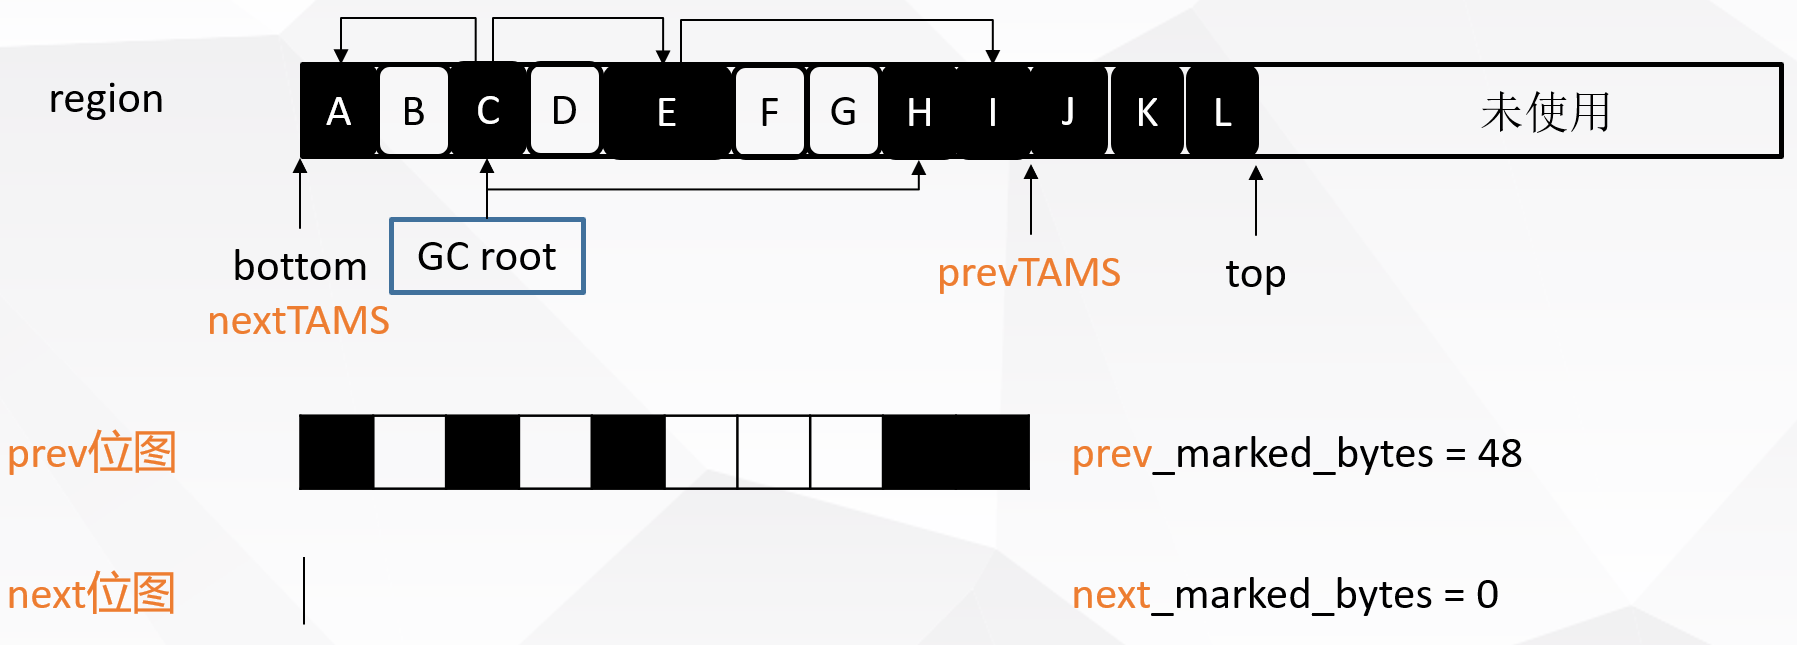 region
A B C D E F G H I J K L 未使用
bottom
nextTAMS
GC root
prevTAMS
top
prev位图
prev_marked_bytes = 48
next位图
next_marked_bytes = 0